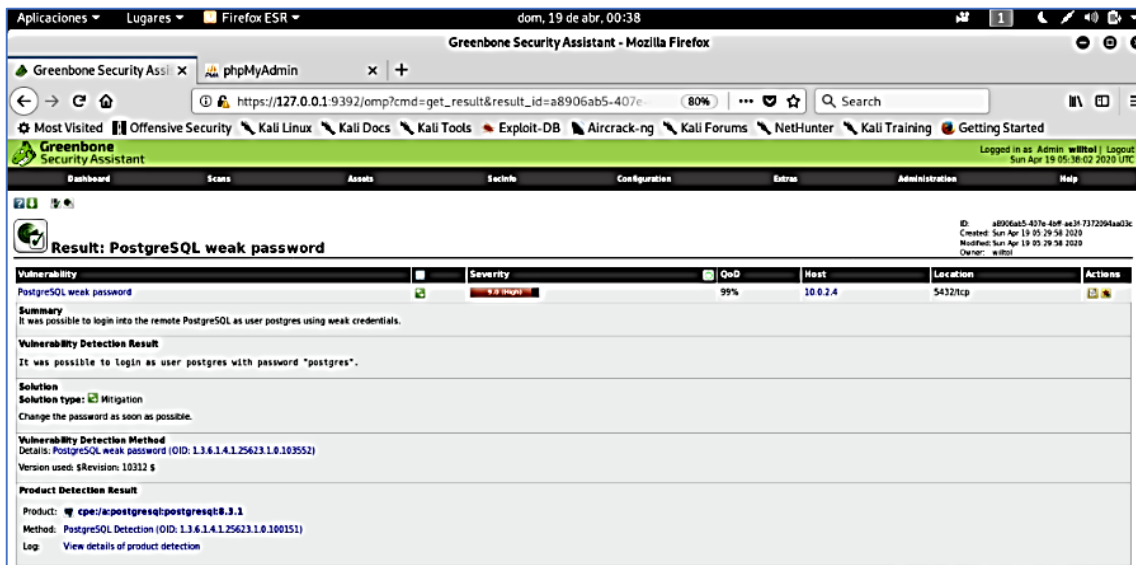 Aplicaciones Lugares Firefox ESR dom, 19 de abr, 00:38 1
Greenbone Security Assistant - Mozilla Firefox
Greenbone Security Assi phpMyAdmin
https://127.0.0.1:9392/omp?cmd=get_result&result_id=a8906ab5-407e- 80% Search
Most Visited Offensive Security Kali Linux Kali Docs Kali Tools Exploit-DB Aircrack-ng Kali Forums NetHunter Kali Training Getting Started
Greenbone
Security Assistant
Logged in as Admin willtol | Logout
Sun Apr 19 05:38:02 2020 UTC
Dashboard Scans Assets SecInfo Configuration Extras Administration Help
Result: PostgreSQL weak password
ID: a8906ab5-407e-4bff-ae3f-7372094aa03c
Created: Sun Apr 19 05:29:58 2020
Modified: Sun Apr 19 05:29:58 2020
Owner: willtol
Vulnerability Severity QoD Host Location Actions
PostgreSQL weak password 9.0 (High) 99% 10.0.2.4 5432/tcp
Summary
It was possible to login into the remote PostgreSQL as user postgres using weak credentials.
Vulnerability Detection Result
It was possible to login as user postgres with password "postgres".
Solution
Solution type: Mitigation
Change the password as soon as possible.
Vulnerability Detection Method
Details: PostgreSQL weak password (OID: 1.3.6.1.4.1.25623.1.0.103552)
Version used: $Revision: 10312 $
Product Detection Result
Product: cpe:/a:postgresql:postgresql:8.3.1
Method: PostgreSQL Detection (OID: 1.3.6.1.4.1.25623.1.0.100151)
Log: View details of product detection